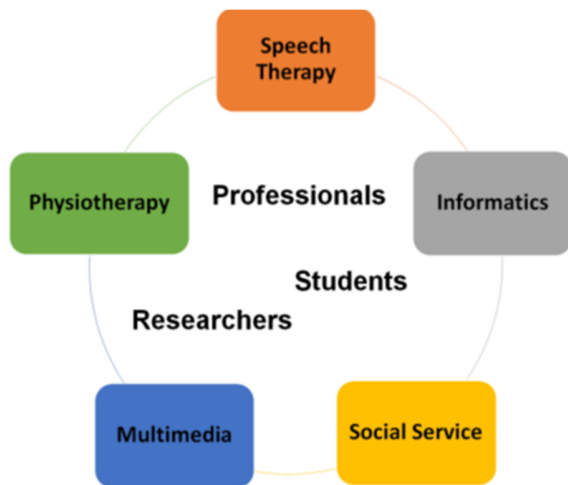 Speech
Therapy
Physiotherapy
Professionals
Informatics
Students
Researchers
Multimedia
Social Service